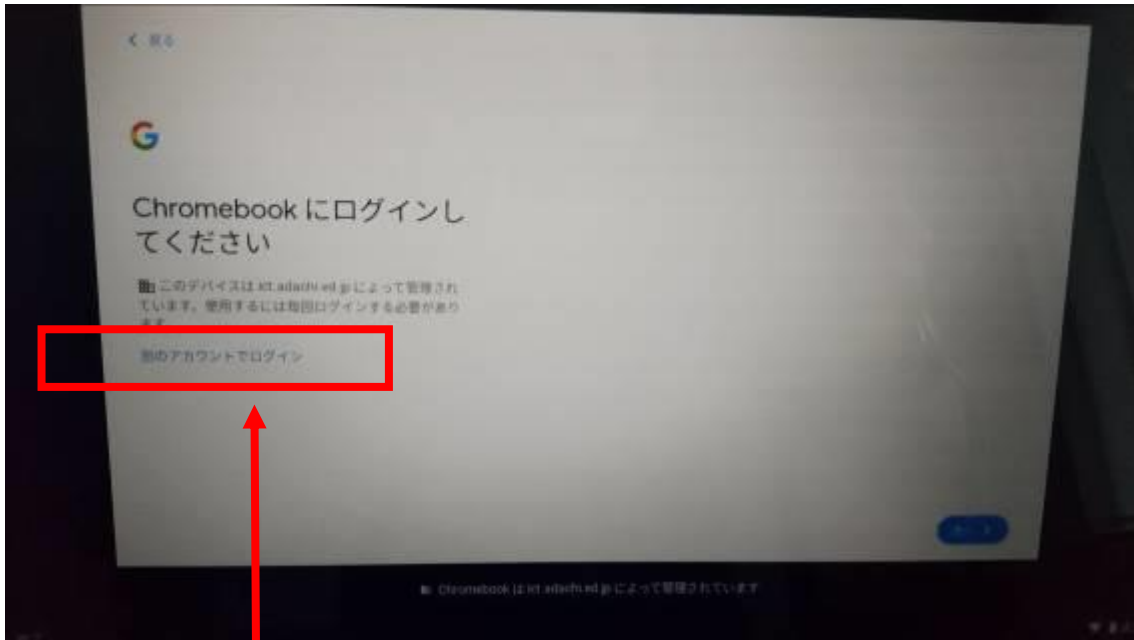 戻る
G
Chromebook にログインし
てください
このデバイスは ict.adachi.ed.jp によって管理され
ています。使用するには毎回ログインする必要があり
ます。
別のアカウントでログイン
Chromebook は ict.adachi.ed.jp によって管理されています